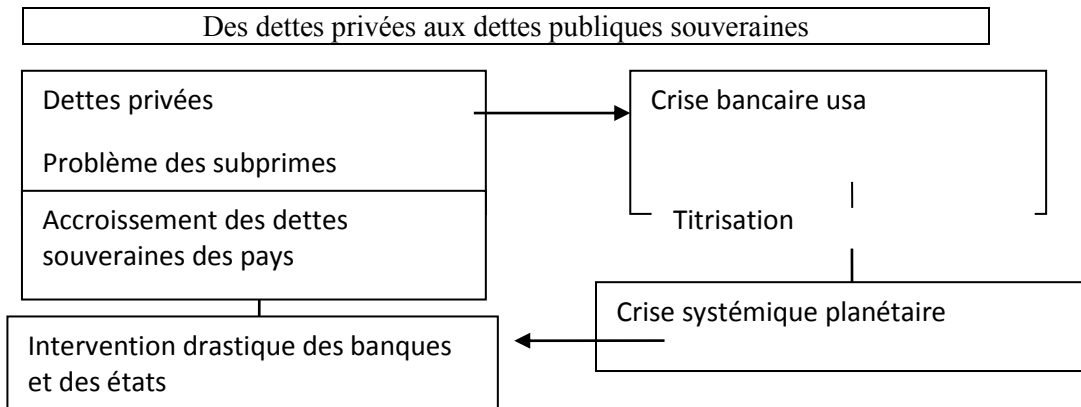 Des dettes privées aux dettes publiques souveraines
Dettes privées
Problème des subprimes
Crise bancaire usa
Titrisation
Accroissement des dettes
souveraines des pays
Crise systémique planétaire
Intervention drastique des banques
et des états